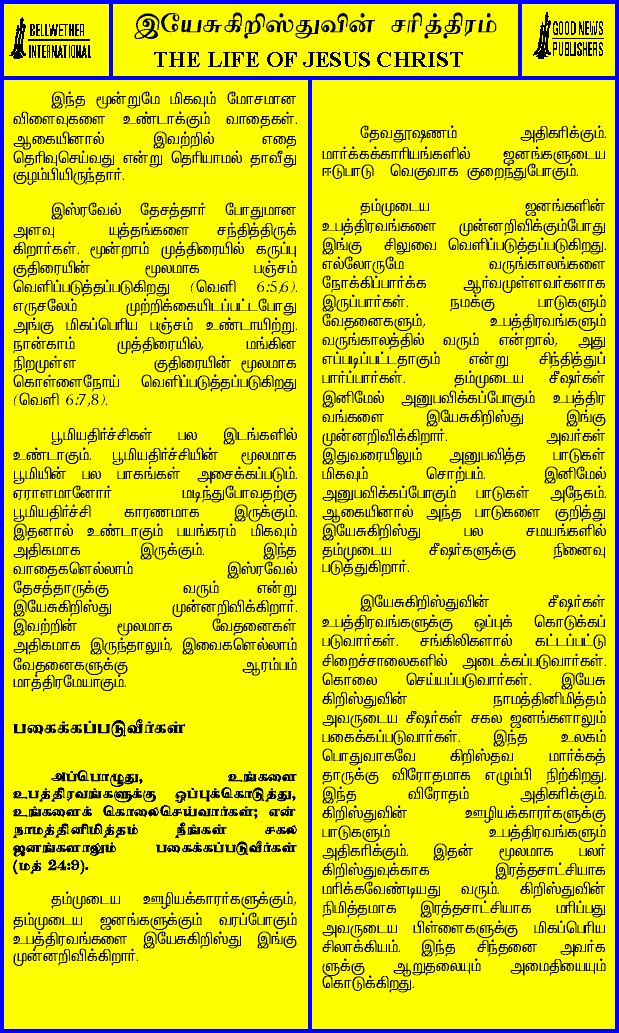 BELLWETHER
INTERNATIONAL
இயேசுகிறிஸ்துவின் சரித்திரம்
THE LIFE OF JESUS CHRIST
GOOD NEWS
PUBLISHERS
இந்த மூன்றுமே மிகவும் மோசமான
விளைவுகளை உண்டாக்கும் வாதைகள்.
ஆகையினால் இவற்றில் எதை
தெரிவுசெய்வது என்று தெரியாமல் தாவீது
குழம்பியிருந்தார்.
இஸ்ரவேல் தேசத்தார் போதுமான
அளவு யுத்தங்களை சந்தித்திருக்
கிறார்கள். மூன்றாம் முத்திரையில் கருப்பு
குதிரையின் மூலமாக பஞ்சம்
வெளிப்படுத்தப்படுகிறது (வெளி 6:5,6).
எருசலேம் முற்றிக்கையிடப்பட்டபோது
அங்கு மிகப்பெரிய பஞ்சம் உண்டாயிற்று.
நான்காம் முத்திரையில், மங்கின
நிறமுள்ள குதிரையின் மூலமாக
கொள்ளைநோய் வெளிப்படுத்தப்படுகிறது
(வெளி 6:7,8).
பூமியதிர்ச்சிகள் பல இடங்களில்
உண்டாகும். பூமியதிர்ச்சியின் மூலமாக
பூமியின் பல பாகங்கள் அசைக்கப்படும்.
ஏராளமானோர் மடிந்துபோவதற்கு
பூமியதிர்ச்சி காரணமாக இருக்கும்.
இதனால் உண்டாகும் பயங்கரம் மிகவும்
அதிகமாக இருக்கும். இந்த
வாதைகளெல்லாம் இஸ்ரவேல்
தேசத்தாருக்கு வரும் என்று
இயேசுகிறிஸ்து முன்னறிவிக்கிறார்.
இவற்றின் மூலமாக வேதனைகள்
அதிகமாக இருந்தாலும், இவைகளெல்லாம்
வேதனைகளுக்கு ஆரம்பம்
மாத்திரமேயாகும்.
பகைக்கப்படுவீர்கள்
அப்பொழுது, உங்களை
உபத்திரவங்களுக்கு ஒப்புக்கொடுத்து,
உங்களைக் கொலைசெய்வார்கள்; என்
நாமத்தினிமித்தம் நீங்கள் சகல
ஜனங்களாலும் பகைக்கப்படுவீர்கள்
(மத் 24:9).
தம்முடைய ஊழியக்காரர்களுக்கும்,
தம்முடைய ஜனங்களுக்கும் வரப்போகும்
உபத்திரவங்களை இயேசுகிறிஸ்து இங்கு
முன்னறிவிக்கிறார்.
தேவதூஷணம் அதிகரிக்கும்.
மார்க்கக்காரியங்களில் ஜனங்களுடைய
ஈடுபாடு வெகுவாக குறைந்துபோகும்.
தம்முடைய ஜனங்களின்
உபத்திரவங்களை முன்னறிவிக்கும்போது
இங்கு சிலுவை வெளிப்படுத்தப்படுகிறது.
எல்லோருமே வருங்காலங்களை
நோக்கிப்பார்க்க ஆர்வமுள்ளவர்களாக
இருப்பார்கள். நமக்கு பாடுகளும்
வேதனைகளும், உபத்திரவங்களும்
வருங்காலத்தில் வரும் என்றால், அது
எப்படிப்பட்டதாகும் என்று சிந்தித்துப்
பார்ப்பார்கள். தம்முடைய சீஷர்கள்
இனிமேல் அனுபவிக்கப்போகும் உபத்திர
வங்களை இயேசுகிறிஸ்து இங்கு
முன்னறிவிக்கிறார். அவர்கள்
இதுவரையிலும் அனுபவித்த பாடுகள்
மிகவும் சொற்பம். இனிமேல்
அனுபவிக்கப்போகும் பாடுகள் அநேகம்.
ஆகையினால் அந்த பாடுகளை குறித்து
இயேசுகிறிஸ்து பல சமயங்களில்
தம்முடைய சீஷர்களுக்கு நினைவு
படுத்துகிறார்.
இயேசுகிறிஸ்துவின் சீஷர்கள்
உபத்திரவங்களுக்கு ஒப்புக் கொடுக்கப்
படுவார்கள். சங்கிலிகளால் கட்டப்பட்டு
சிறைச்சாலைகளில் அடைக்கப்படுவார்கள்.
கொலை செய்யப்படுவார்கள். இயேசு
கிறிஸ்துவின் நாமத்தினிமித்தம்
அவருடைய சீஷர்கள் சகல ஜனங்களாலும்
பகைக்கப்படுவார்கள். இந்த உலகம்
பொதுவாகவே கிறிஸ்தவ மார்க்கத்
தாருக்கு விரோதமாக எழும்பி நிற்கிறது.
இந்த விரோதம் அதிகரிக்கும்.
கிறிஸ்துவின் ஊழியக்காரர்களுக்கு
பாடுகளும் உபத்திரவங்களும்
அதிகரிக்கும். இதன் மூலமாக பலர்
கிறிஸ்துவுக்காக இரத்தசாட்சியாக
மரிக்கவேண்டியது வரும். கிறிஸ்துவின்
நிமித்தமாக இரத்தசாட்சியாக மரிப்பது
அவருடைய பிள்ளைகளுக்கு மிகப்பெரிய
சிலாக்கியம். இந்த சிந்தனை அவர்க
ளுக்கு ஆறுதலையும் அமைதியையும்
கொடுக்கிறது.